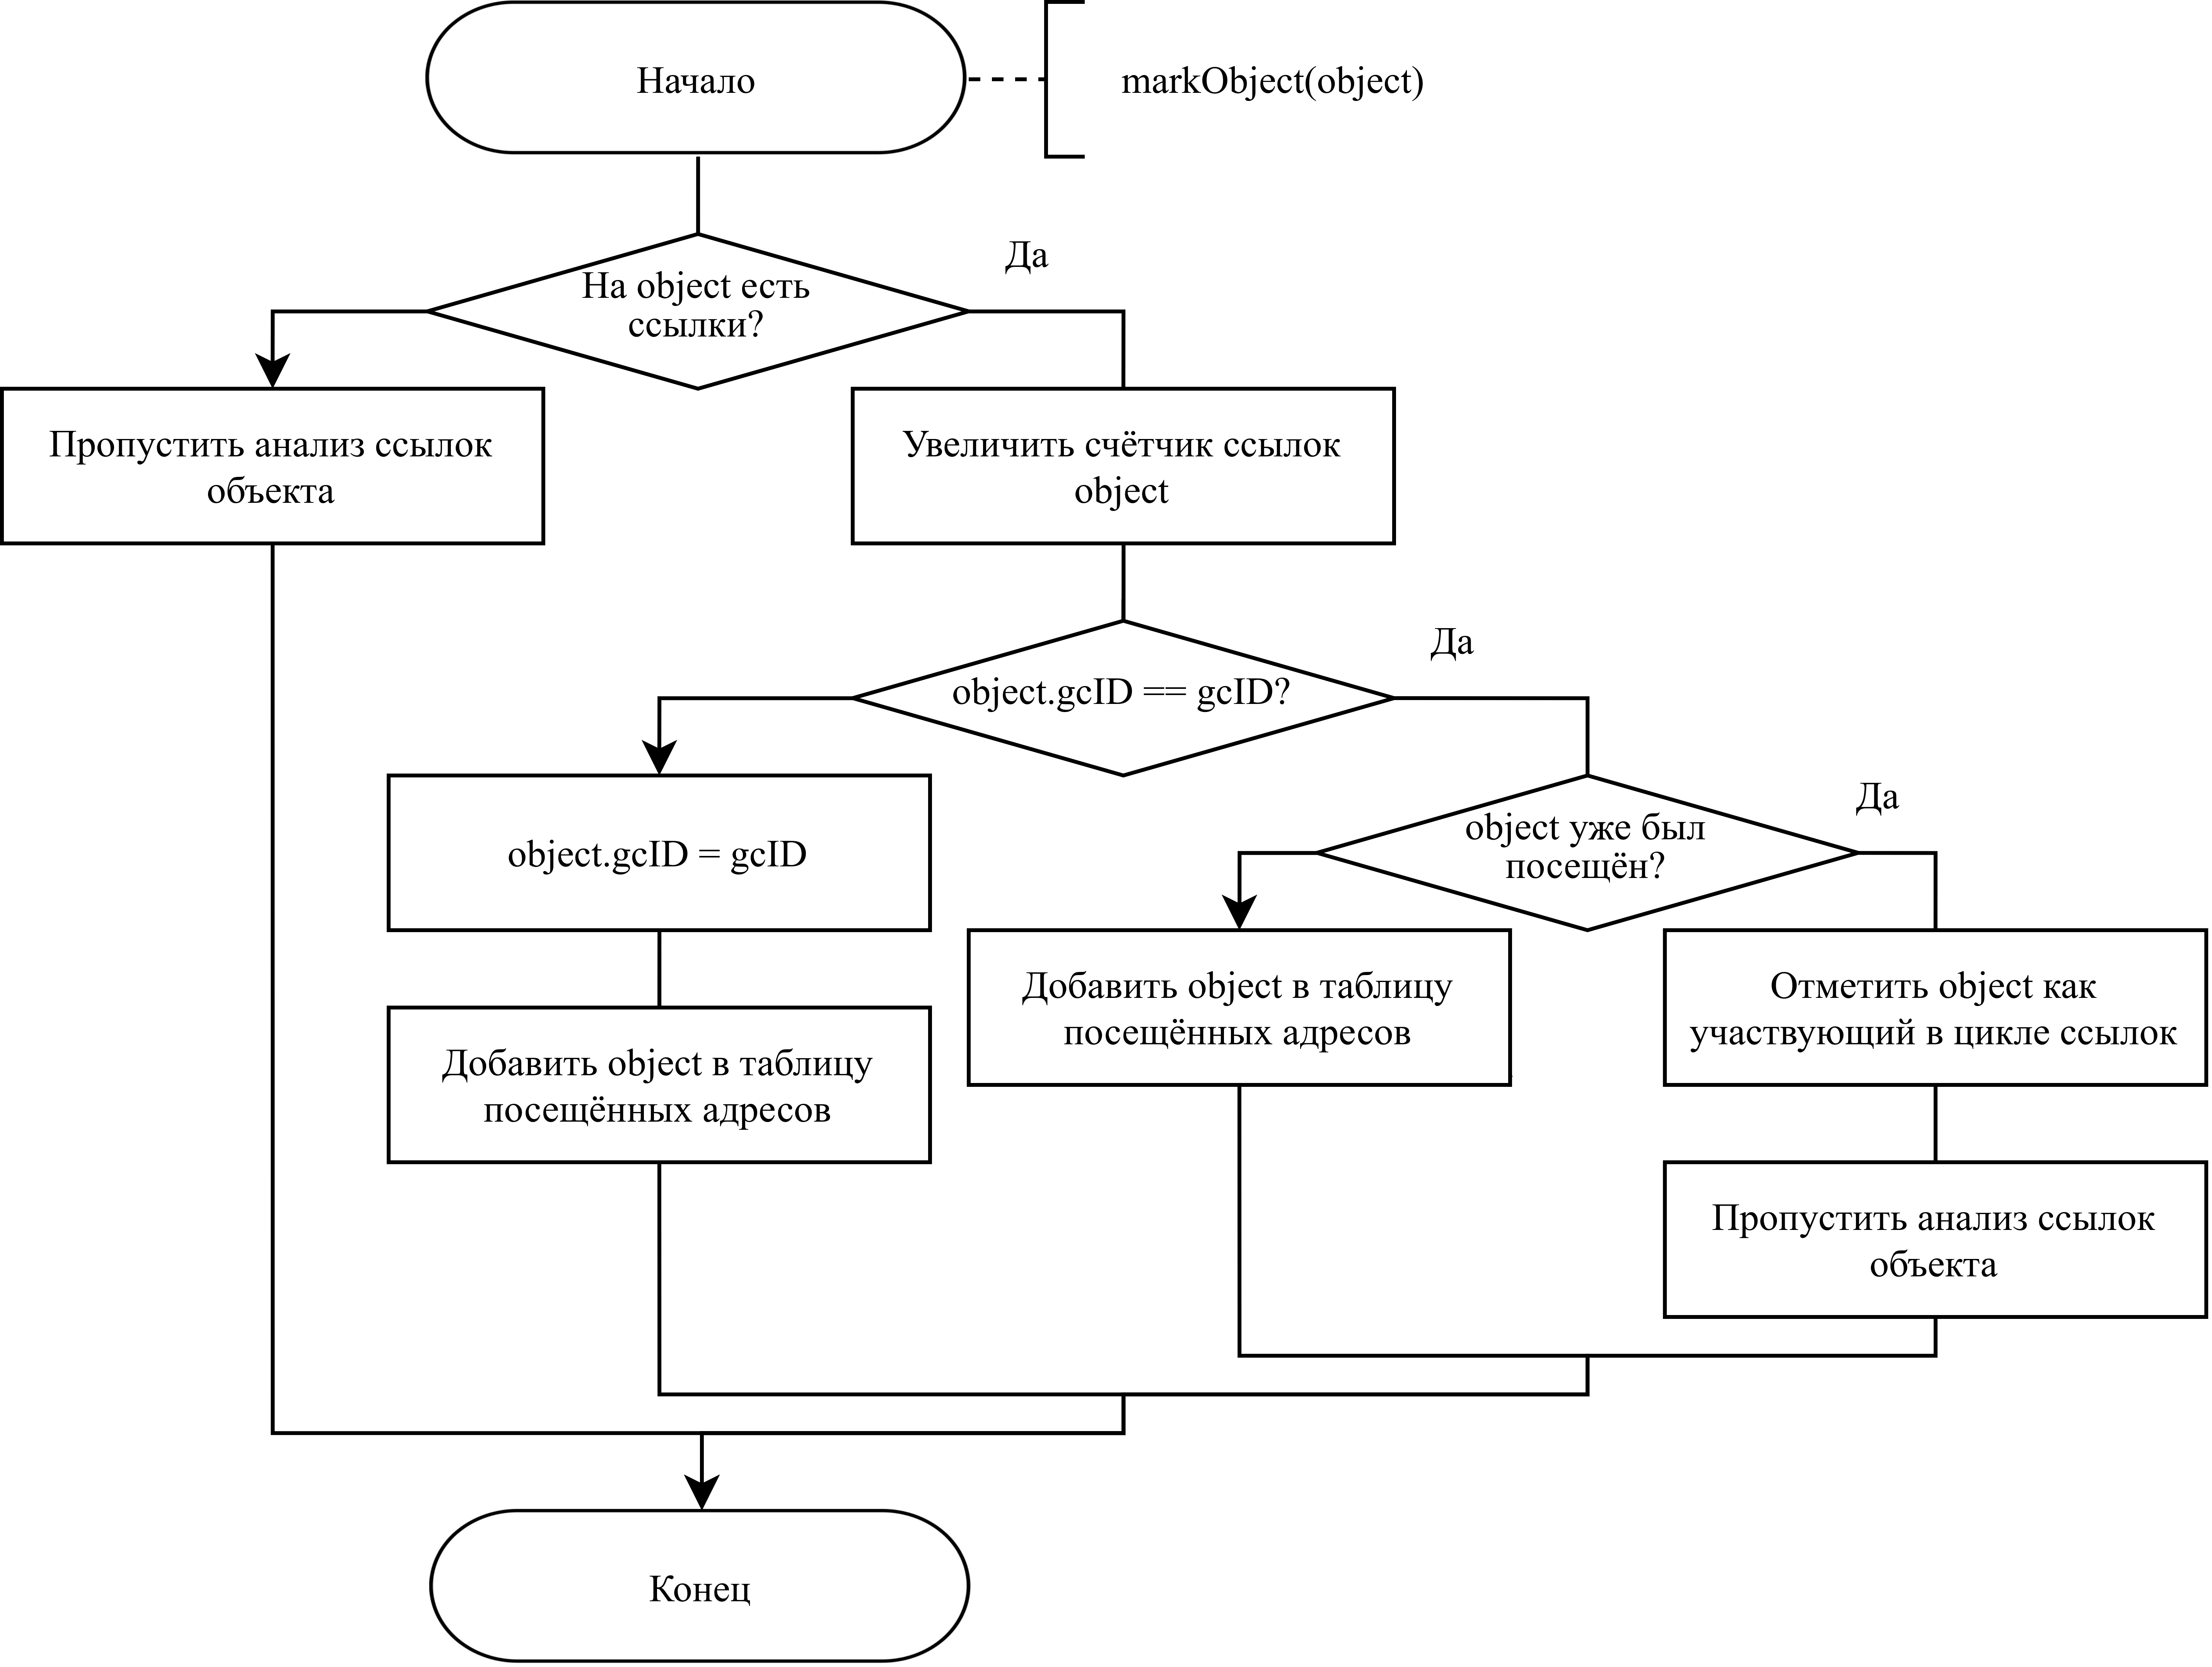 Начало
markObject(object)
Да
На object есть
ссылки?
Пропустить анализ ссылок
объекта
Увеличить счётчик ссылок
object
Да
object.gcID == gcID?
Да
object уже был
посещён?
object.gcID = gcID
Добавить object в таблицу
посещённых адресов
Отметить object как
участвующий в цикле ссылок
Добавить object в таблицу
посещённых адресов
Пропустить анализ ссылок
объекта
Конец